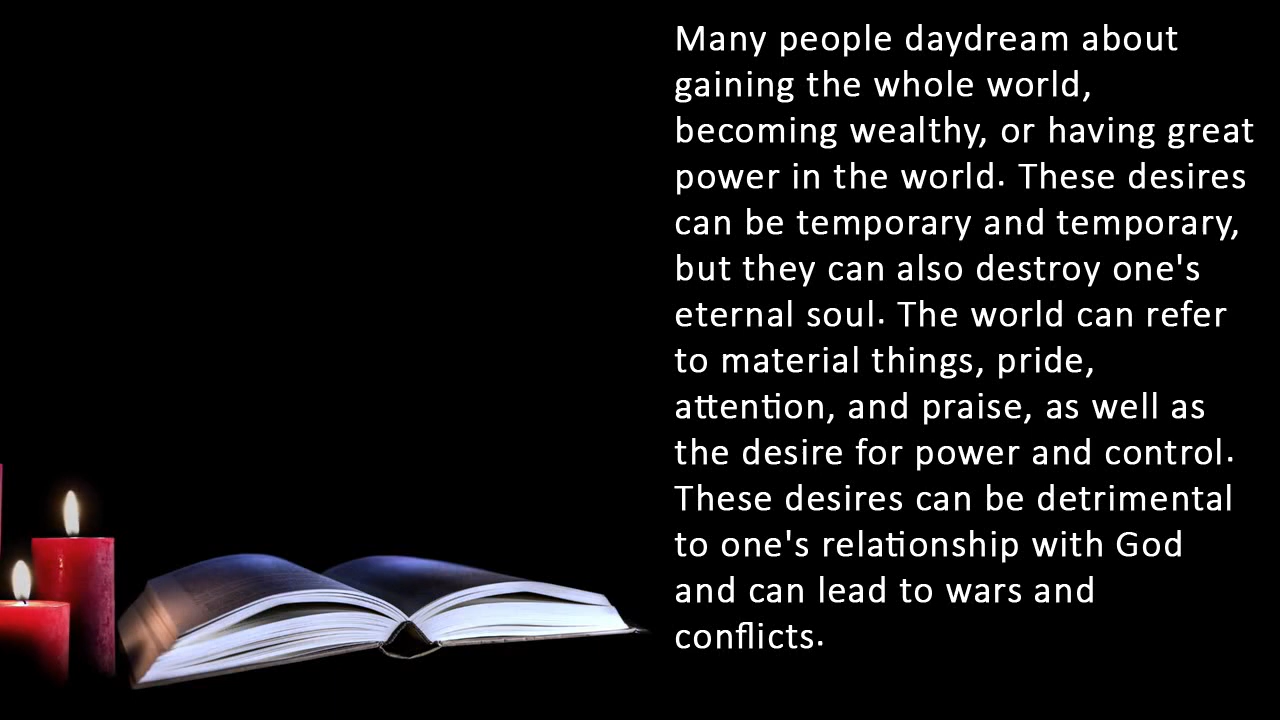 Many people daydream about
gaining the whole world,
becoming wealthy, or having great
power in the world. These desires
can be temporary and temporary,
but they can also destroy one's
eternal soul. The world can refer
to material things, pride,
attention, and praise, as well as
the desire for power and control.
These desires can be detrimental
to one's relationship with God
and can lead to wars and
conflicts.